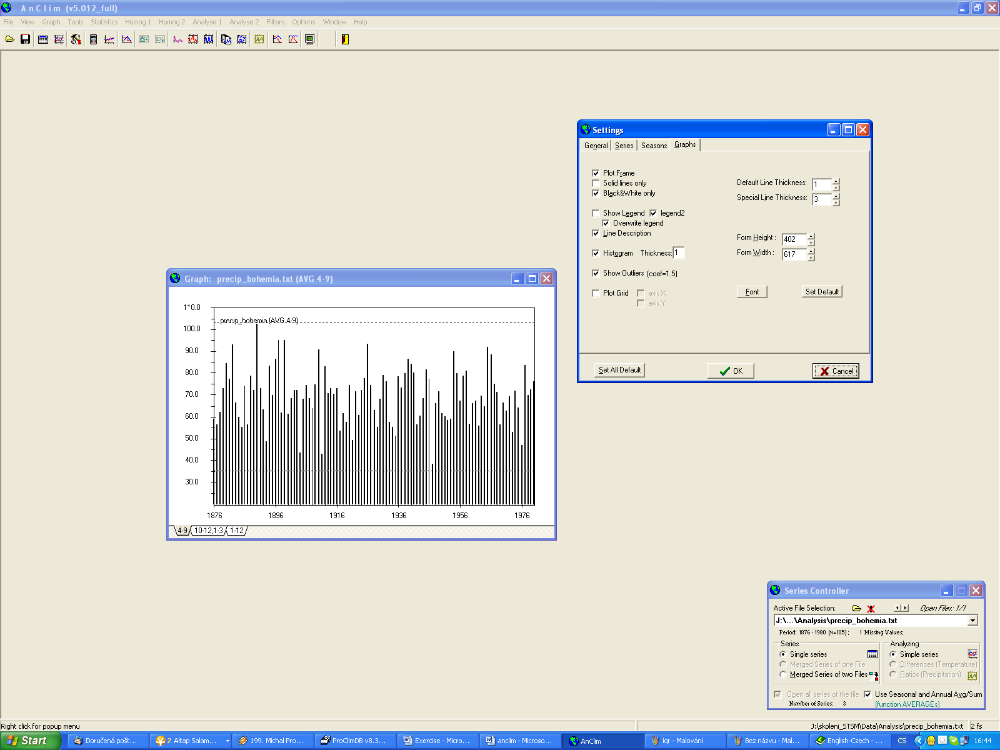 A n C l i m  (v5.012_full)
File View Graph Tools Statistics Homog 1 Homog 2 Analyse 1 Analyse 2 Filters Options Window Help
Settings
General Series Seasons Graphs
Plot Frame
Solid lines only
Black&White only
Show Legend legend2
Overwrite legend
Line Description
Histogram Thickness: 1
Show Outliers (coef=1.5)
Plot Grid axis X
axis Y
Default Line Thickness: 1
Special Line Thickness: 3
Form Height : 402
Form Width : 617
Font Set Default
Set All Default OK Cancel
Graph: precip_bohemia.txt (AVG 4-9)
110.0
precip_bohemia (AVG 4-9)
100.0
90.0
80.0
70.0
60.0
50.0
40.0
30.0
1876 1896 1916 1936 1956 1976
4-9 10-12,1-3 1-12
Series Controller
Active File Selection: Open Files: 1/1
J:\...\Analysis\precip_bohemia.txt
Period: 1876 - 1980 (n=105) ; 1 Missing Values;
Series
Single series
Merged Series of one File
Merged Series of two Files
Analyzing
Simple series
Differences (Temperature)
Ratios (Precipitation)
Open all series of the file Use Seasonal and Annual Avg/Sum
Number of Series: 3 (function AVERAGEs)
Right click for popup menu J:\skoleni_STSM\Data\Analysis\precip_bohemia.txt 2 fs
Start Doručená pošt... 2 Altap Salam... 199. Michal Pro... ProClimDB v8.3... Exercise - Micro... anclim - Microso... AnClim iqr - Malování Bez názvu - Mal... English-Czech - ... CS 16:44